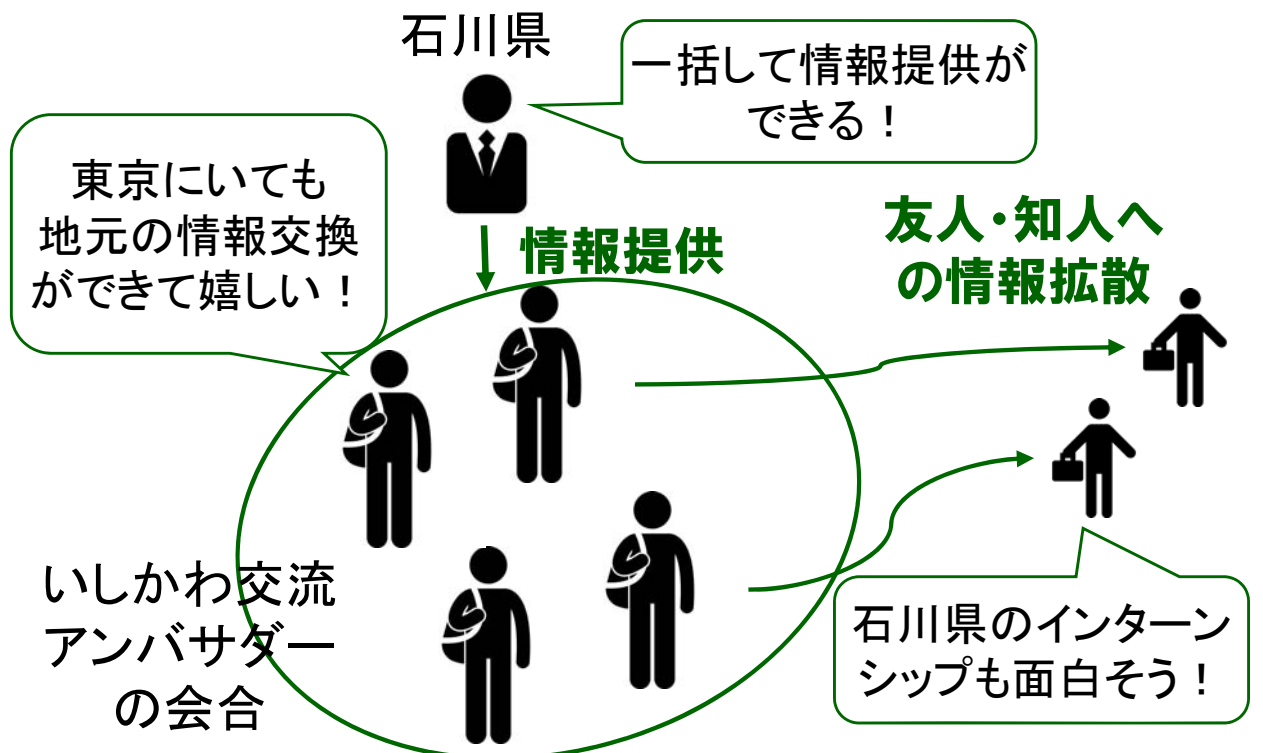 石川県
一括して情報提供が
できる！
東京にいても
地元の情報交換
ができて嬉しい！
情報提供
友人・知人へ
の情報拡散
いしかわ交流
アンバサダー
の会合
石川県のインターン
シップも面白そう！